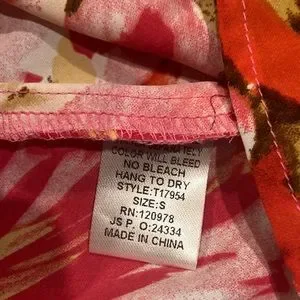 COLOR WILL BLEED
NO BLEACH
HANG TO DRY
STYLE:T17954
SIZE:S
RN:120978
JS P. O:24334
MADE IN CHINA